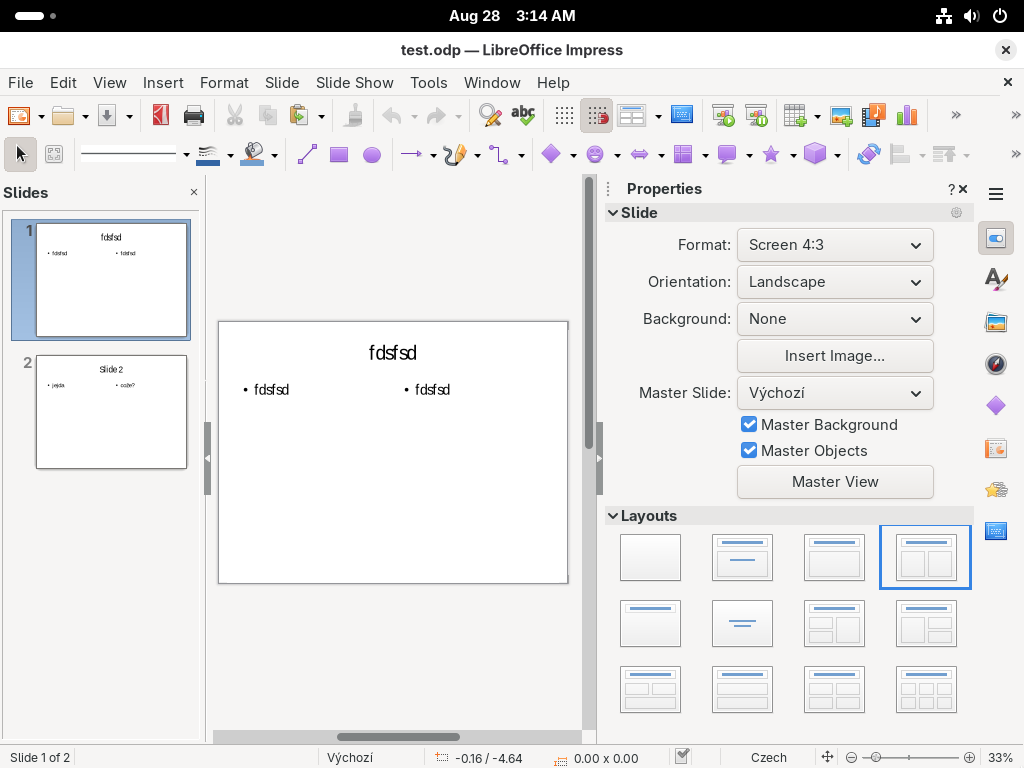 Aug 28 3:14 AM
test.odp — LibreOffice Impress
File Edit View Insert Format Slide Slide Show Tools Window Help
abc
Slides
1
fdsfsd
• fdsfsd • fdsfsd
2
Slide 2
• jejda • cože?
fdsfsd
• fdsfsd • fdsfsd
Properties
Slide
Format: Screen 4:3
Orientation: Landscape
Background: None
Insert Image...
Master Slide: Výchozí
Master Background
Master Objects
Master View
Layouts
Slide 1 of 2 Výchozí -0.16 / -4.64 0.00 x 0.00 Czech 33%